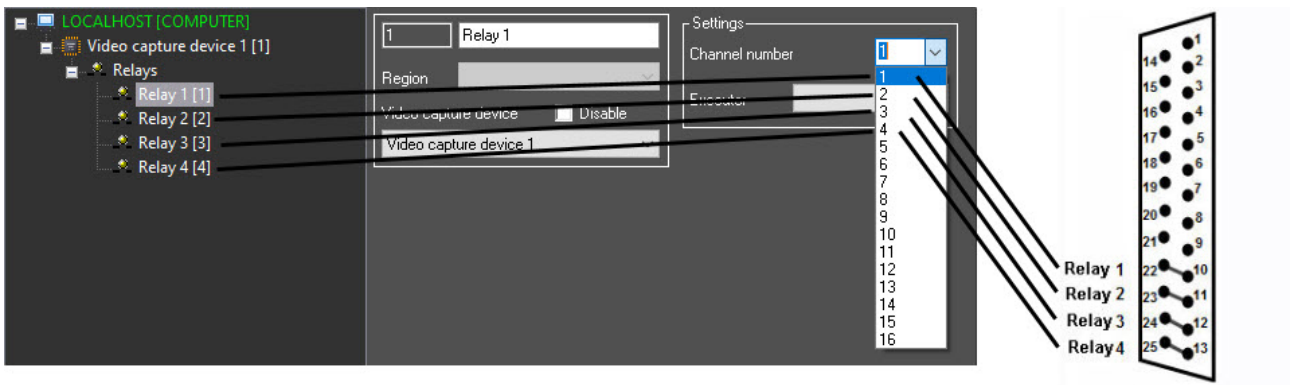 LOCALHOST [COMPUTER]
Video capture device 1 [1]
Relays
Relay 1 [1]
Relay 2 [2]
Relay 3 [3]
Relay 4 [4]
1 Relay 1
Region
Video capture device Disable
Video capture device 1
Settings
Channel number 1
Executor
1
2
3
4
5
6
7
8
9
10
11
12
13
14
15
16
1
14 2
15 3
16 4
17 5
18 6
19 7
20 8
21 9
Relay 1 22 10
Relay 2 23 11
Relay 3 24 12
Relay4 25 13